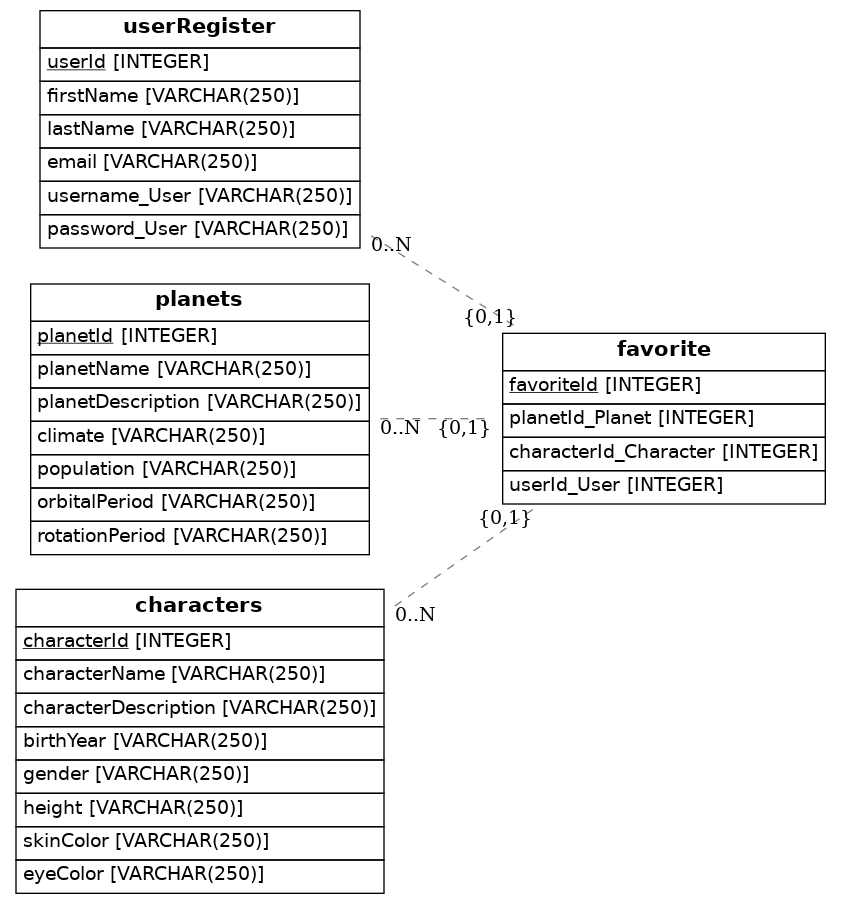 userRegister
userId [INTEGER]
firstName [VARCHAR(250)]
lastName [VARCHAR(250)]
email [VARCHAR(250)]
username_User [VARCHAR(250)]
password_User [VARCHAR(250)]
0..N
{0,1}
planets
planetId [INTEGER]
planetName [VARCHAR(250)]
planetDescription [VARCHAR(250)]
climate [VARCHAR(250)]
population [VARCHAR(250)]
orbitalPeriod [VARCHAR(250)]
rotationPeriod [VARCHAR(250)]
0..N
{0,1}
favorite
favoriteId [INTEGER]
planetId_Planet [INTEGER]
characterId_Character [INTEGER]
userId_User [INTEGER]
{0,1}
0..N
characters
characterId [INTEGER]
characterName [VARCHAR(250)]
characterDescription [VARCHAR(250)]
birthYear [VARCHAR(250)]
gender [VARCHAR(250)]
height [VARCHAR(250)]
skinColor [VARCHAR(250)]
eyeColor [VARCHAR(250)]